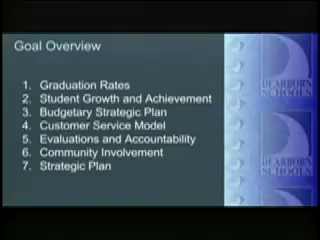 Goal Overview
1. Graduation Rates
2. Student Growth and Achievement
3. Budgetary Strategic Plan
4. Customer Service Model
5. Evaluations and Accountability
6. Community Involvement
7. Strategic Plan
DEARBORN
SCHOOLS
DEARBORN
SCHOOLS